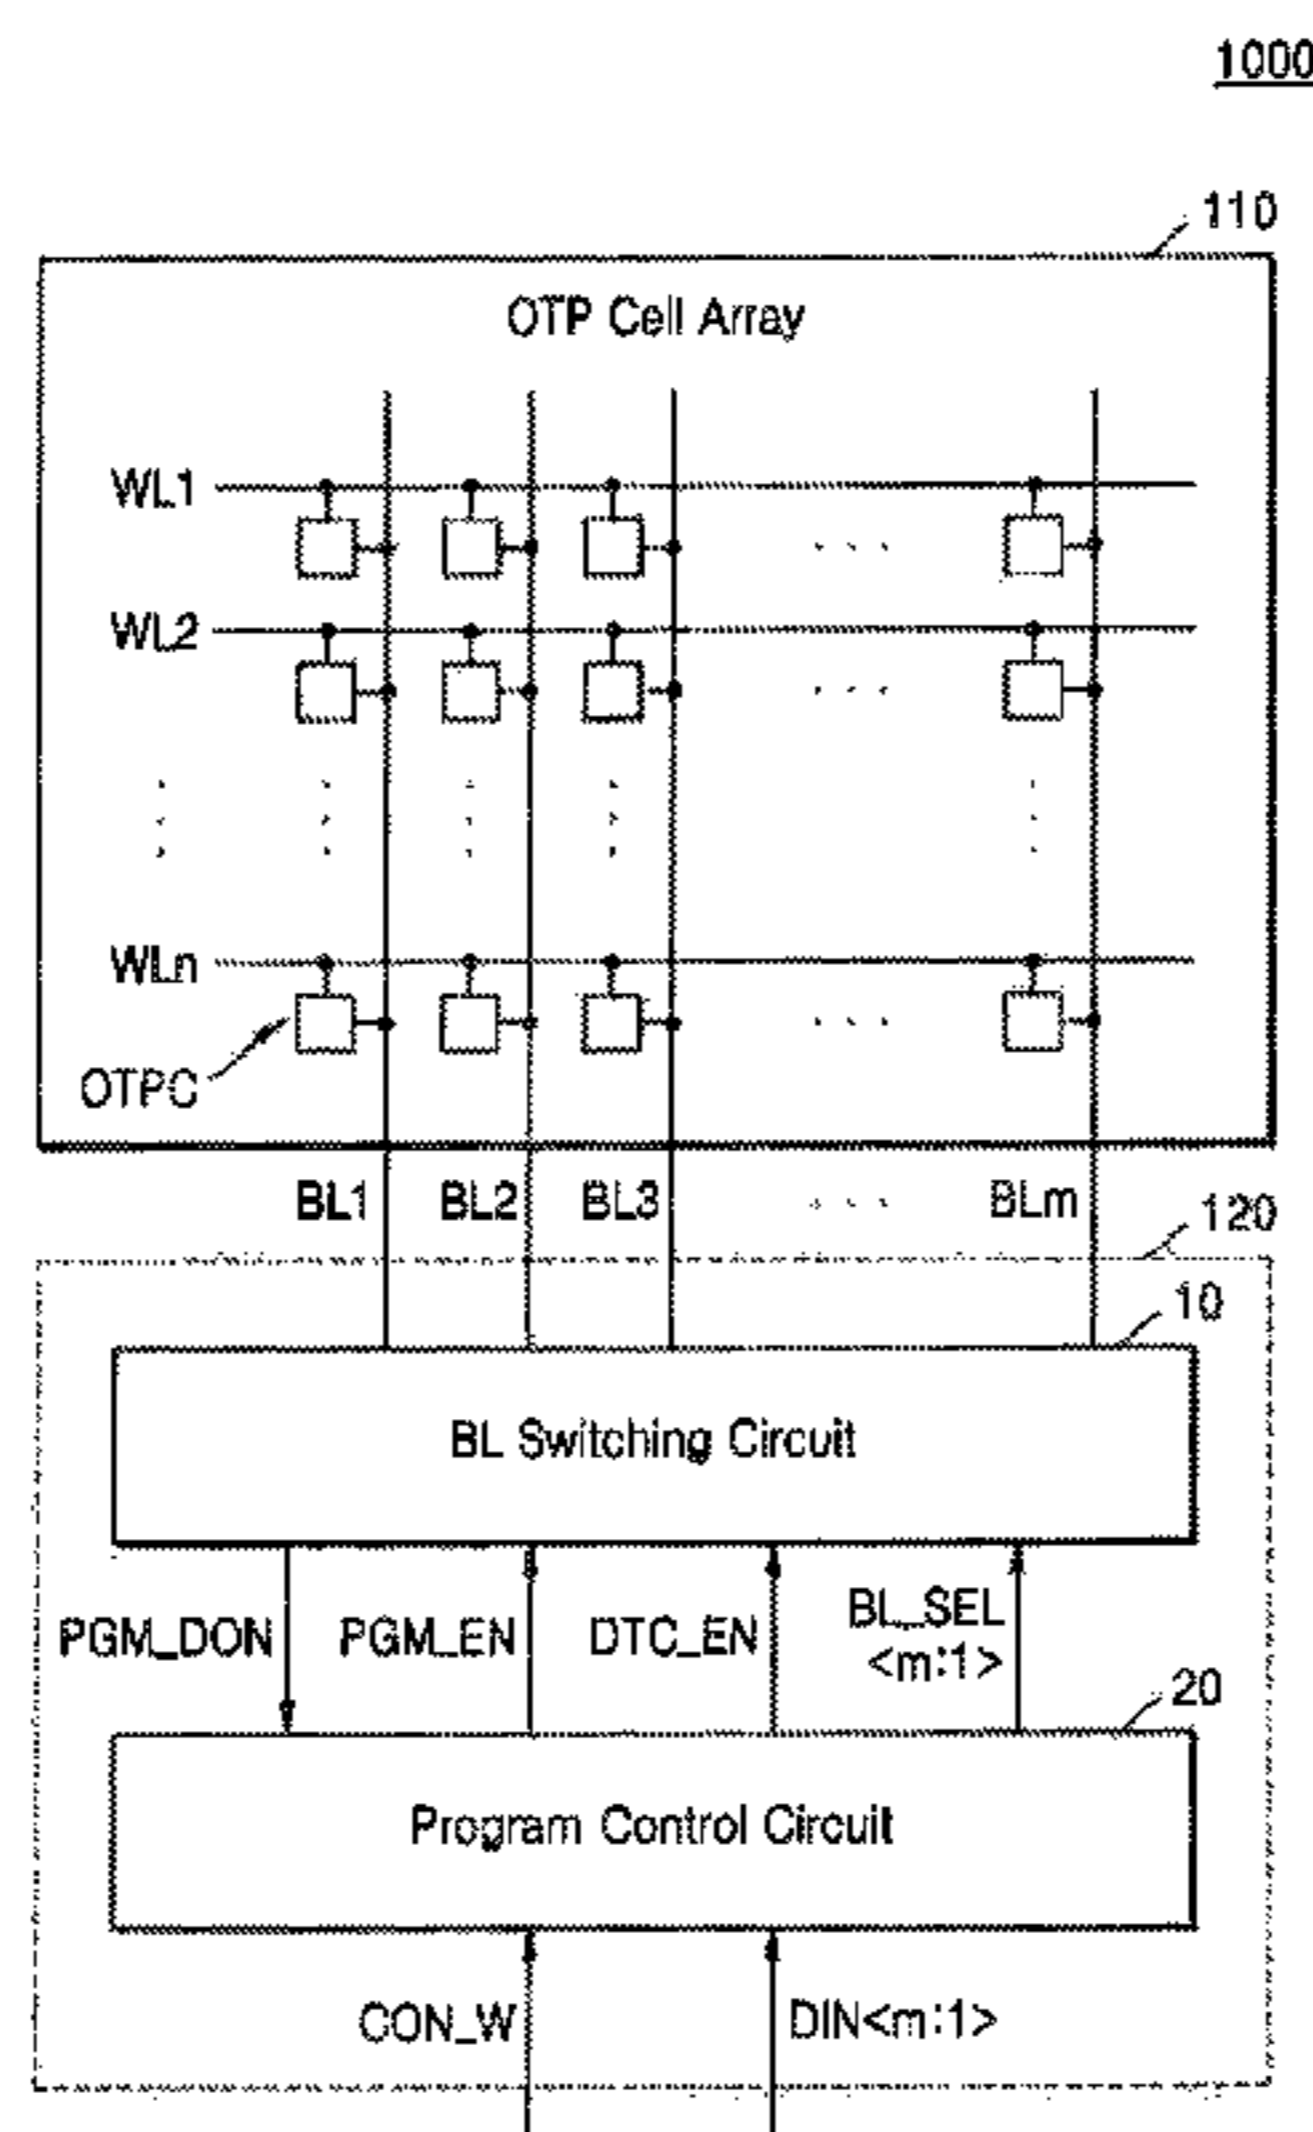 1000
110
OTP Cell Array
WL1
WL2
WLn
OTPC
BL1 BL2 BL3 BLm
120
10
BL Switching Circuit
PGM_DON PGM_EN DTC_EN BL_SEL
<m:1>
20
Program Control Circuit
CON_W DIN<m:1>